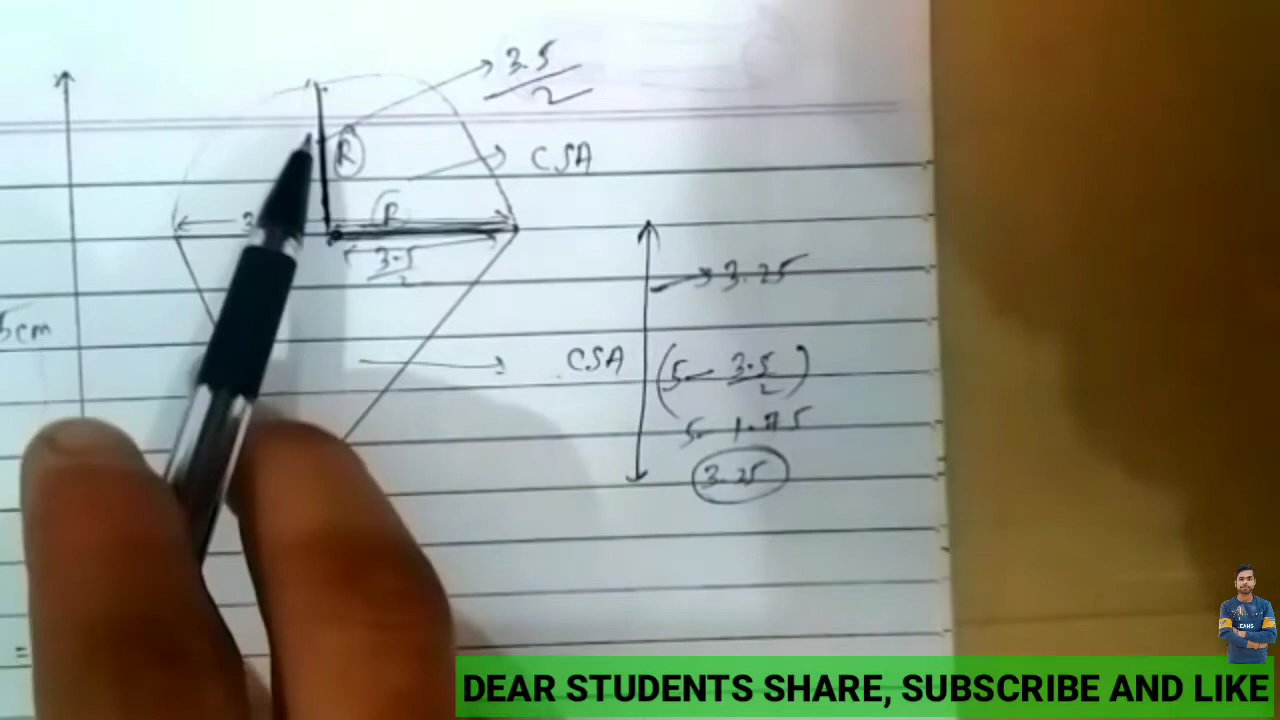 3.5
2
R
CSA
R
3.5
2
3.25
5cm
CSA
(5 - 3.5
2 )
5 - 1.75
3.25
=
DEAR STUDENTS SHARE, SUBSCRIBE AND LIKE